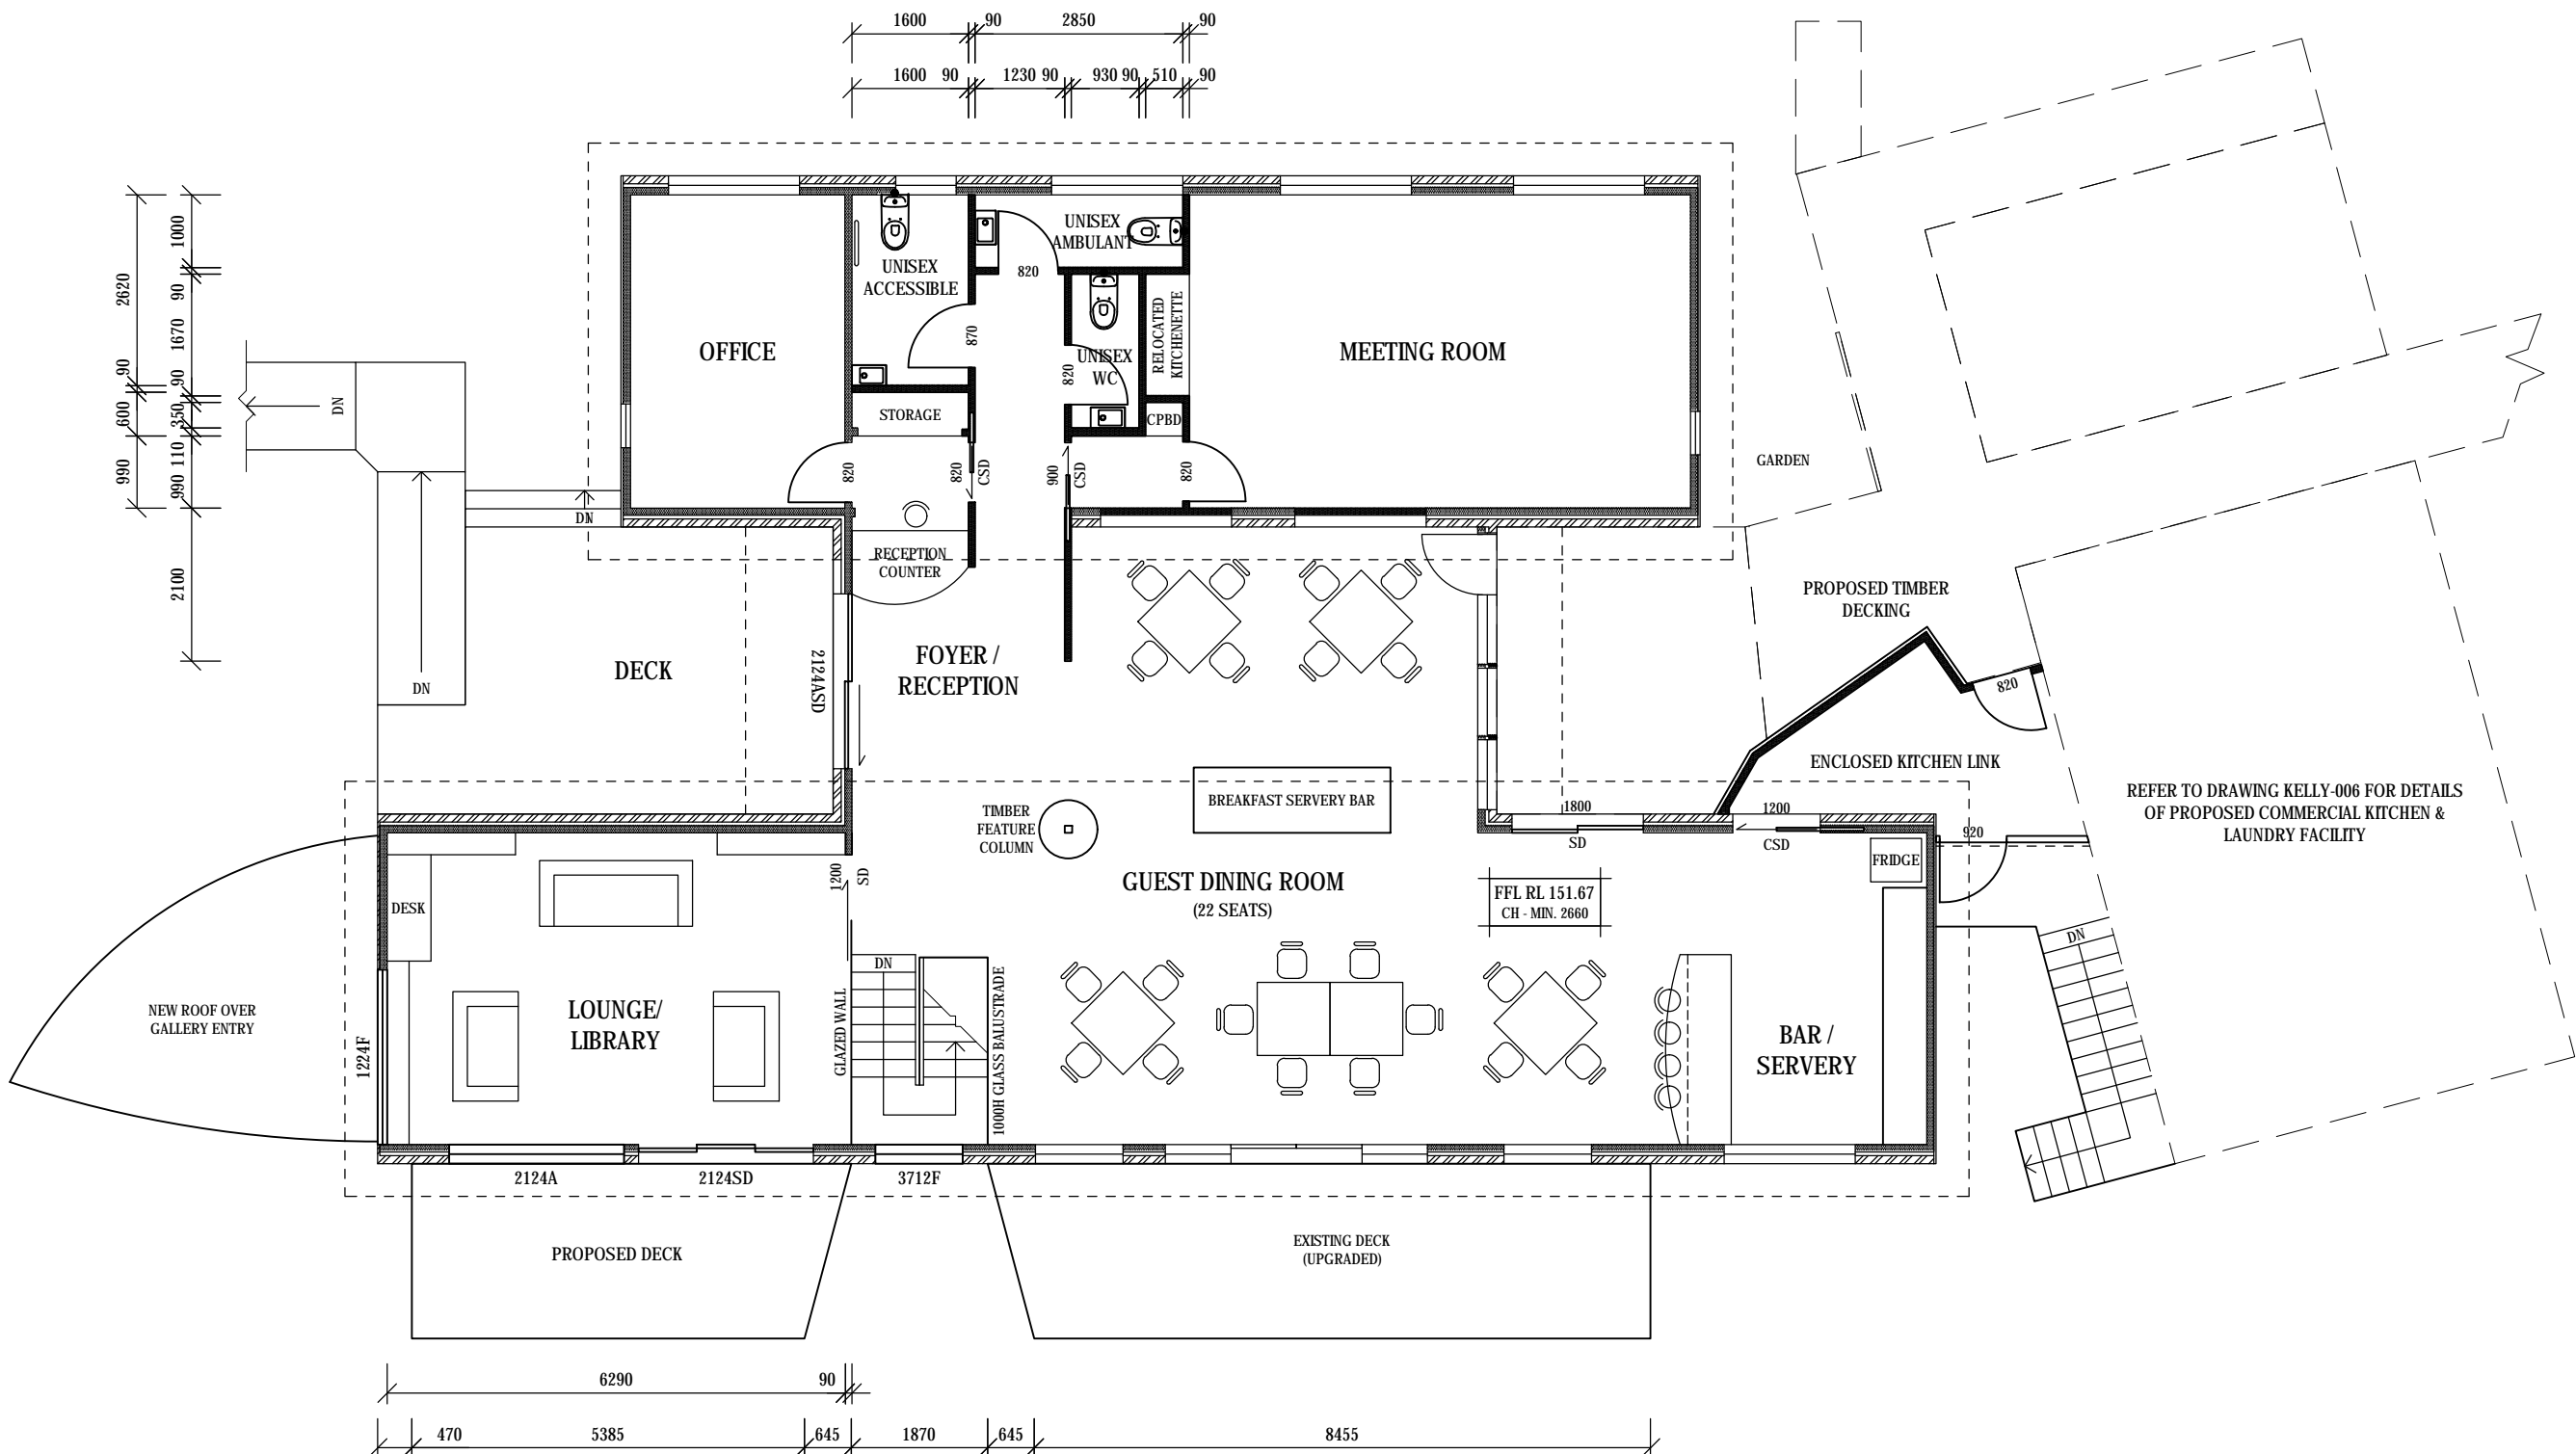 1600
90
2850
90
1600
90
1230
90
930
90
510
90
2620
90
600
990
1000
90
1670
90
350
110
990
2100
UNISEX
ACCESSIBLE
UNISEX
AMBULANT
820
870
OFFICE
UNISEX
WC
820
RELOCATED
KITCHENETTE
MEETING ROOM
STORAGE
CPBD
DN
DN
DN
820
820
CSD
900
CSD
820
GARDEN
RECEPTION
COUNTER
DECK
2124ASD
FOYER /
RECEPTION
PROPOSED TIMBER
DECKING
820
ENCLOSED KITCHEN LINK
REFER TO DRAWING KELLY-006 FOR DETAILS
OF PROPOSED COMMERCIAL KITCHEN &
LAUNDRY FACILITY
TIMBER
FEATURE
COLUMN
BREAKFAST SERVERY BAR
1800
SD
1200
CSD
920
FRIDGE
1200
SD
GUEST DINING ROOM
(22 SEATS)
FFL RL 151.67
CH - MIN. 2660
DESK
DN
DN
NEW ROOF OVER
GALLERY ENTRY
LOUNGE/
LIBRARY
GLAZED WALL
1000H GLASS BALUSTRADE
BAR /
SERVERY
1224F
2124A
2124SD
3712F
PROPOSED DECK
EXISTING DECK
(UPGRADED)
6290
90
470
5385
645
1870
645
8455